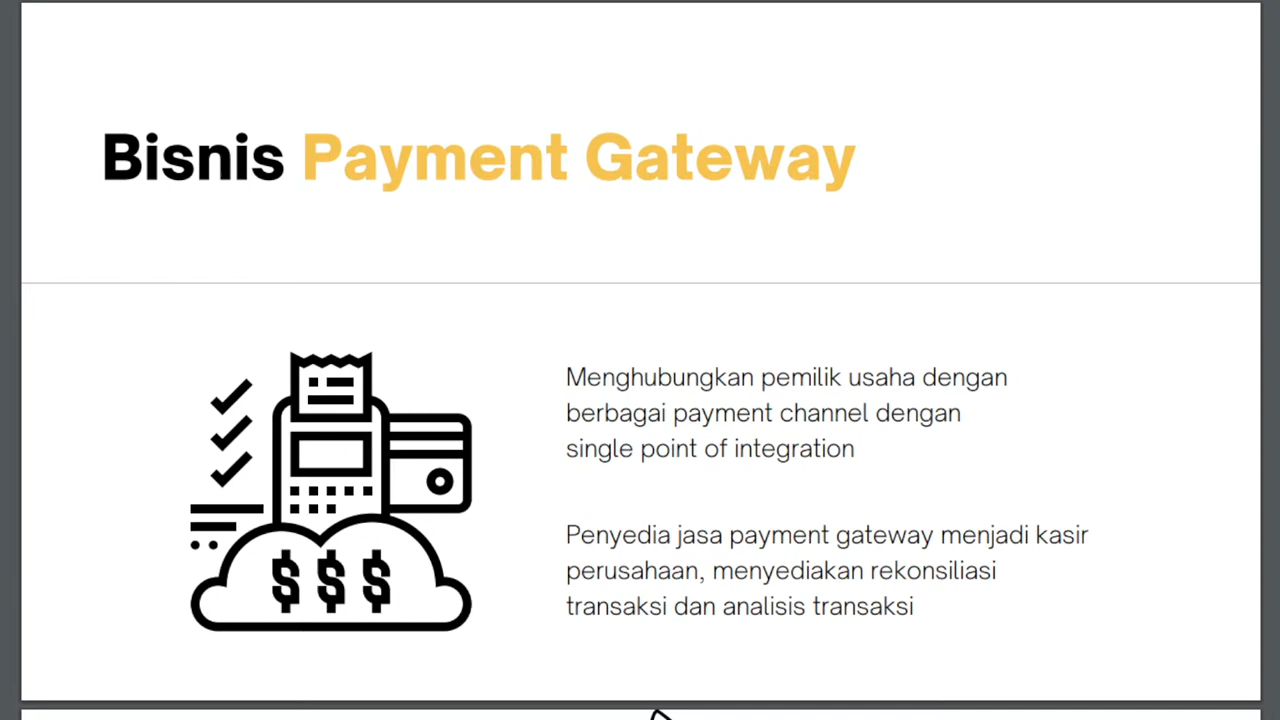 Bisnis Payment Gateway
Menghubungkan pemilik usaha dengan
berbagai payment channel dengan
single point of integration
Penyedia jasa payment gateway menjadi kasir
perusahaan, menyediakan rekonsiliasi
transaksi dan analisis transaksi
$ $ $